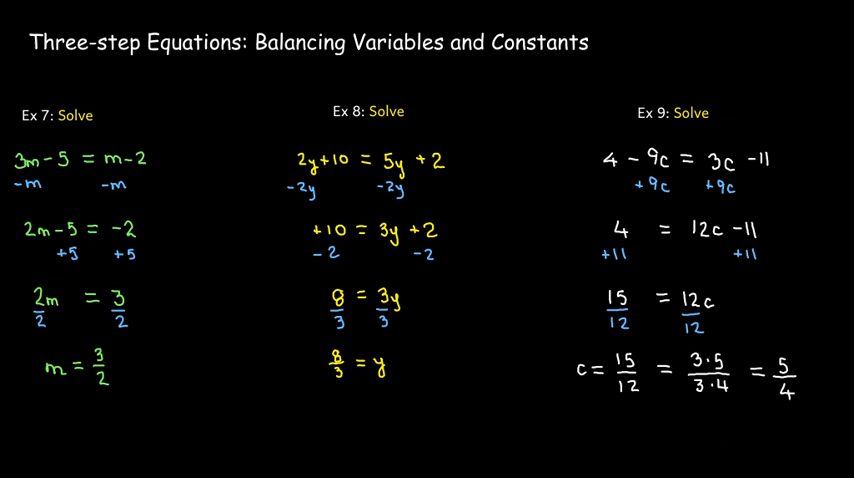 Three-step Equations: Balancing Variables and Constants
Ex 7: Solve
3m - 5 = m - 2
-m -m
2m - 5 = -2
+5 +5
2m/2 = 3/2
m = 3/2
Ex 8: Solve
2y + 10 = 5y + 2
-2y -2y
+10 = 3y + 2
-2 -2
8/3 = 3y/3
8/3 = y
Ex 9: Solve
4 - 9c = 3c - 11
+9c +9c
4 = 12c - 11
+11 +11
15/12 = 12c/12
c = 15/12 = 3·5/3·4 = 5/4